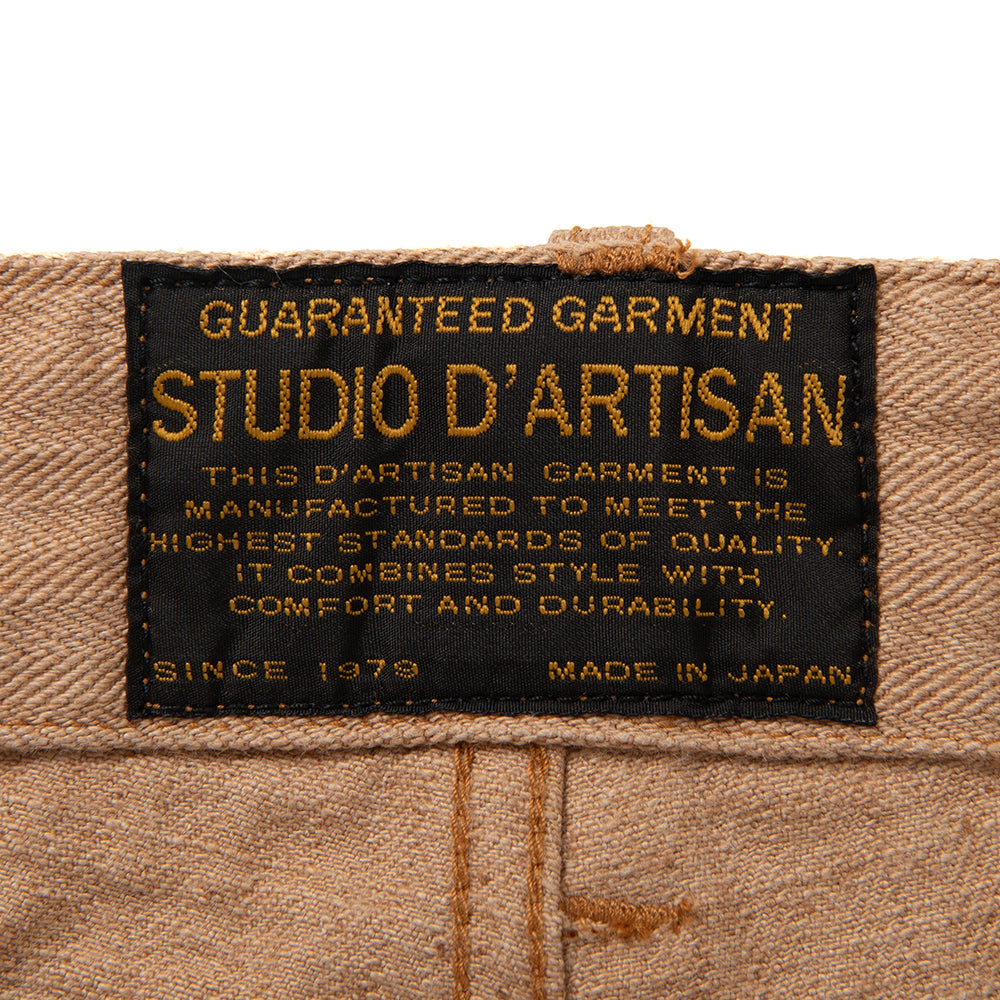 GUARANTEED GARMENT
STUDIO D'ARTISAN
THIS D'ARTISAN GARMENT IS
MANUFACTURED TO MEET THE
HIGHEST STANDARDS OF QUALITY.
IT COMBINES STYLE WITH
COMFORT AND DURABILITY.
SINCE 1979 MADE IN JAPAN